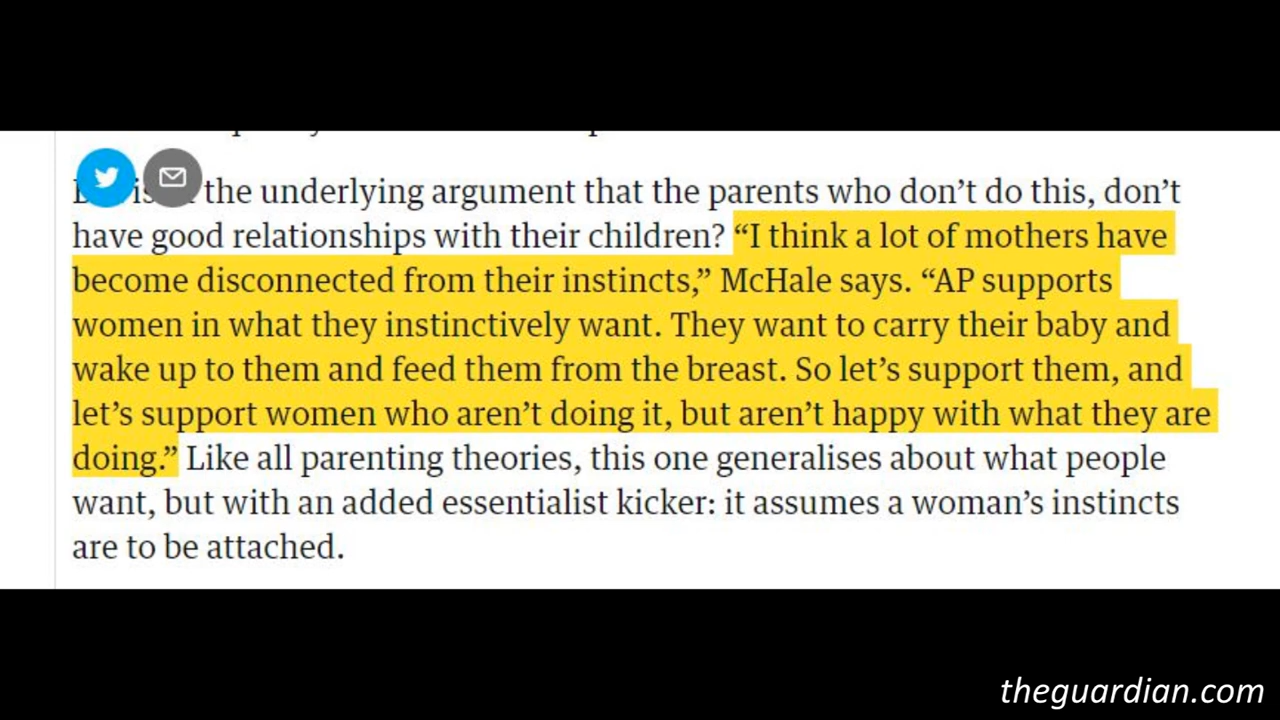 is the underlying argument that the parents who don’t do this, don’t
have good relationships with their children? “I think a lot of mothers have
become disconnected from their instincts,” McHale says. “AP supports
women in what they instinctively want. They want to carry their baby and
wake up to them and feed them from the breast. So let’s support them, and
let’s support women who aren’t doing it, but aren’t happy with what they are
doing.” Like all parenting theories, this one generalises about what people
want, but with an added essentialist kicker: it assumes a woman’s instincts
are to be attached.
theguardian.com